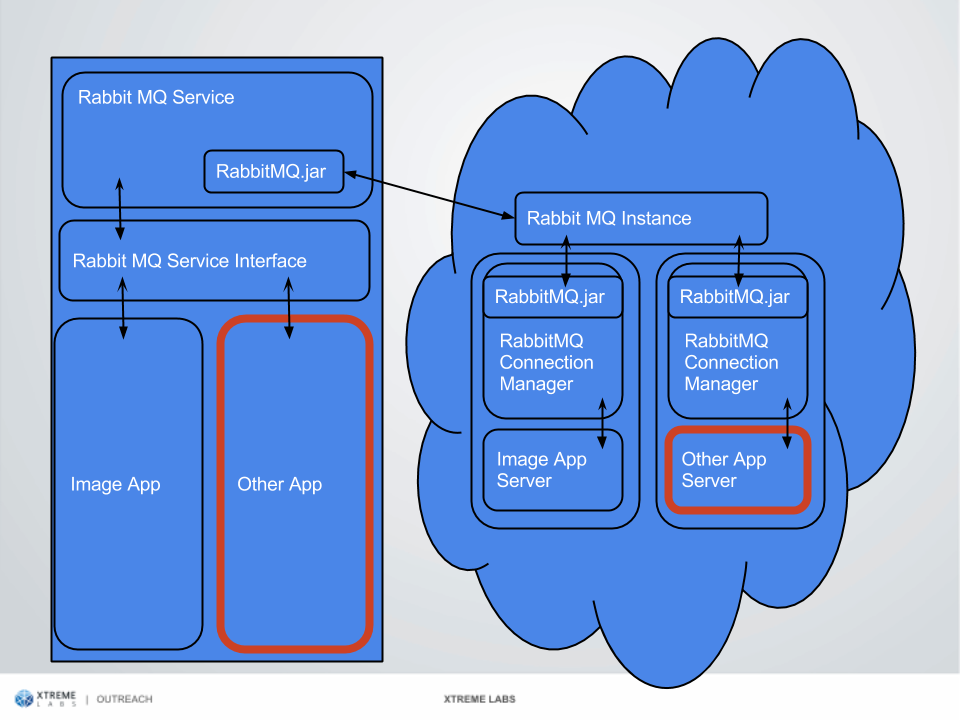 Rabbit MQ Service
RabbitMQ.jar
Rabbit MQ Service Interface
Image App
Other App
Rabbit MQ Instance
RabbitMQ.jar
RabbitMQ
Connection
Manager
Image App
Server
RabbitMQ.jar
RabbitMQ
Connection
Manager
Other App
Server
XTREME
LABS
| OUTREACH
XTREME LABS